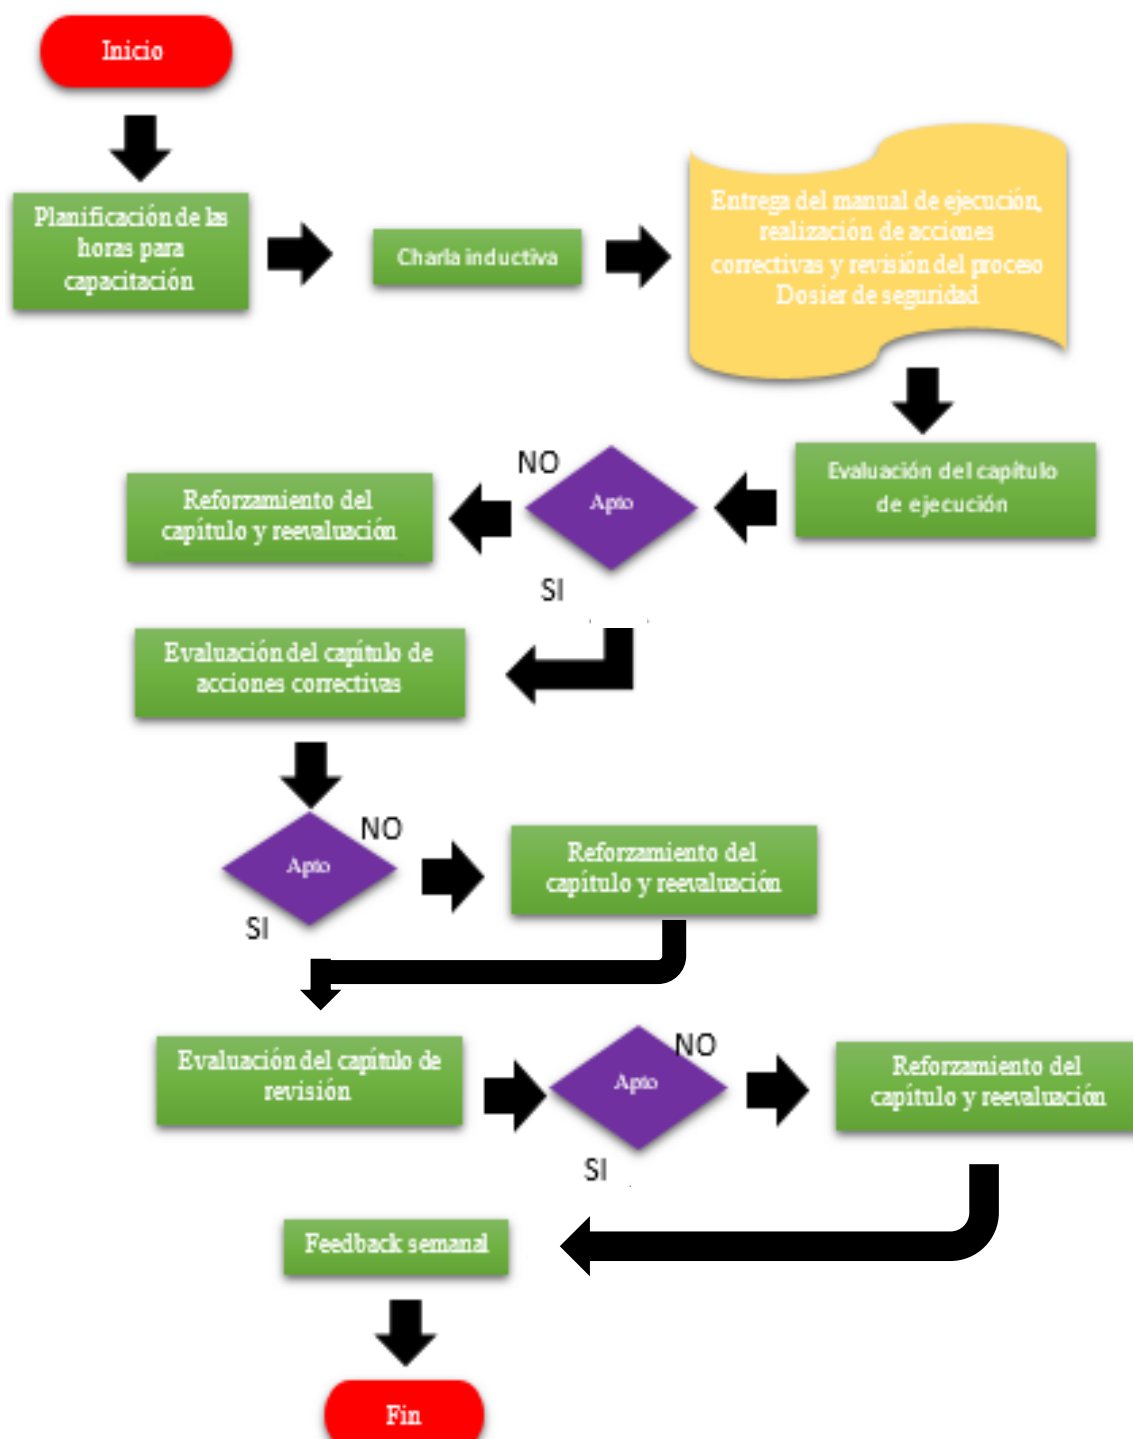 Inicio
Planificación de las
horas para
capacitación
Charla inductiva
Entrega del manual de ejecución,
realización de acciones
correctivas y revisión del proceso
Dosier de seguridad
Evaluación del capítulo
de ejecución
Apto
NO
SI
Reforzamiento del
capítulo y reevaluación
Evaluación del capítulo de
acciones correctivas
Apto
NO
SI
Reforzamiento del
capítulo y reevaluación
Evaluación del capítulo de
revisión
Apto
NO
SI
Reforzamiento del
capítulo y reevaluación
Feedback semanal
Fin